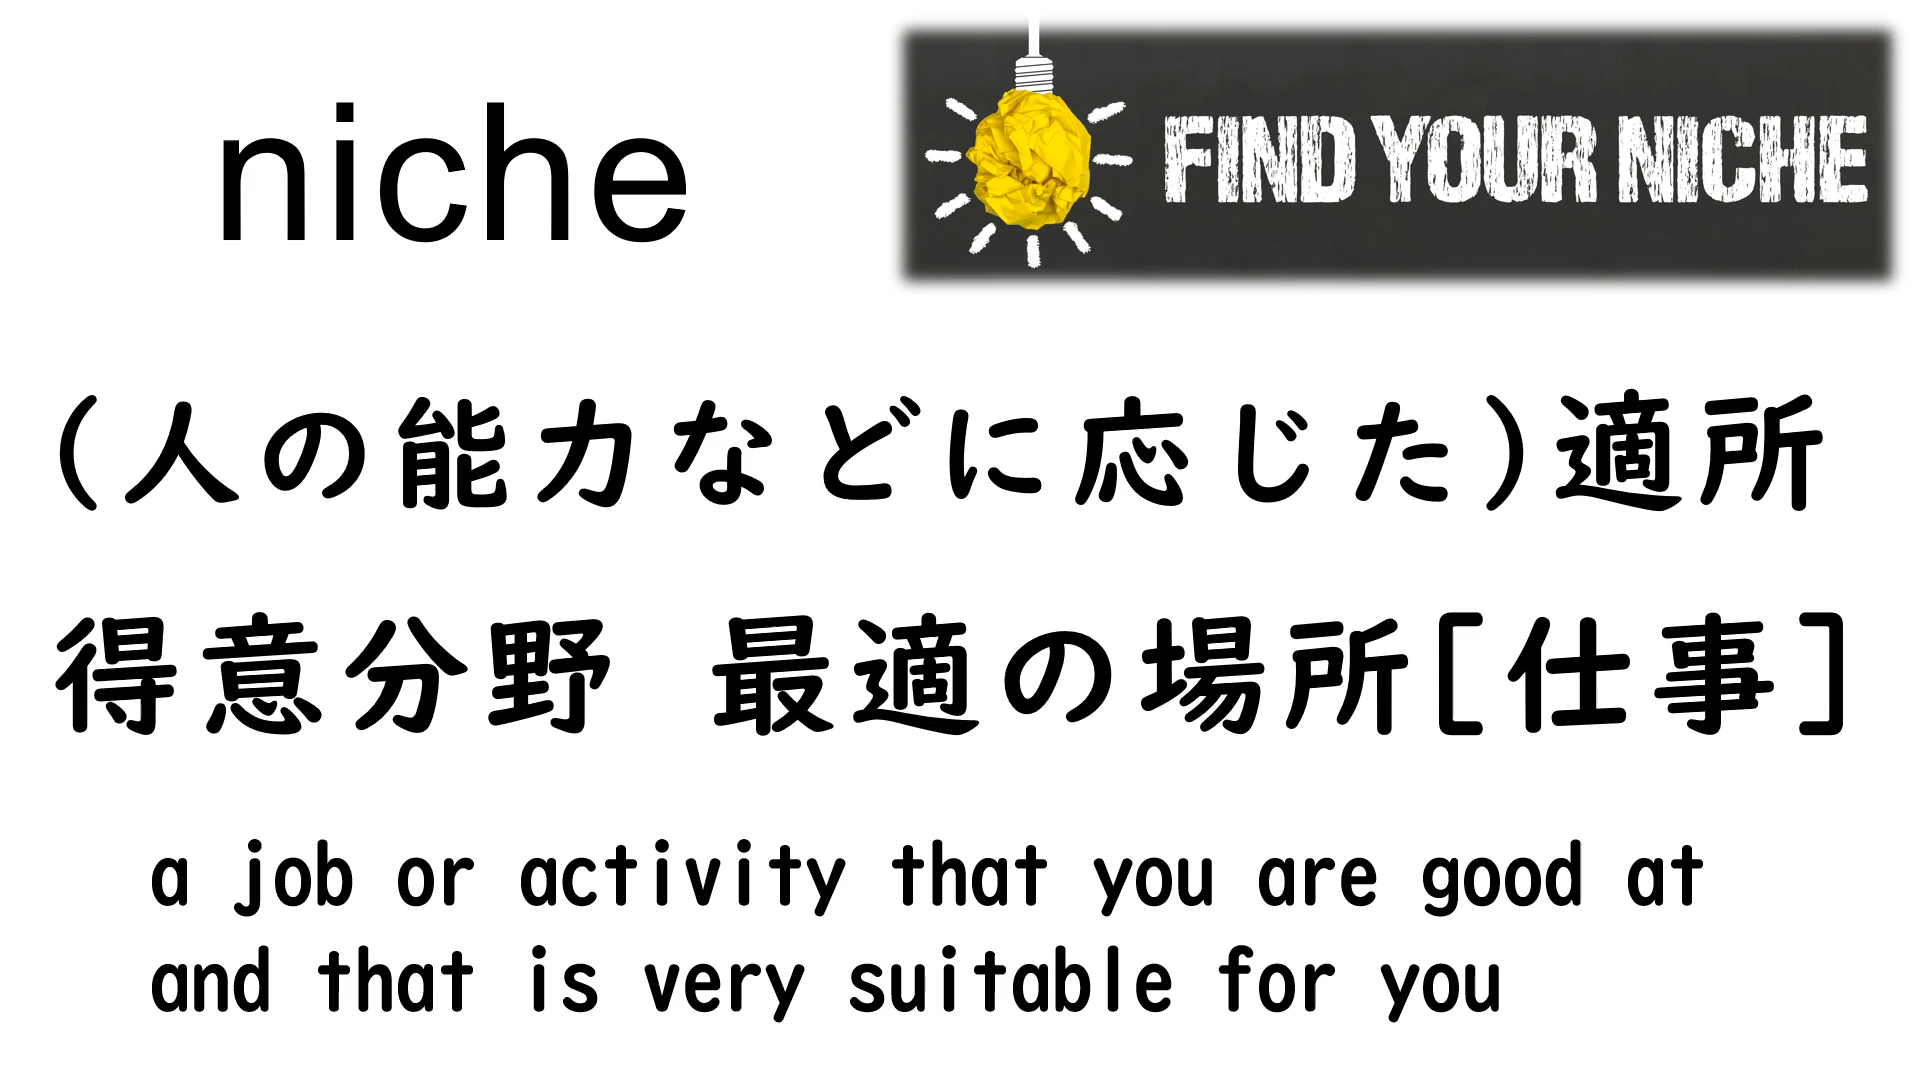 niche
FIND YOUR NICHE
(人の能力などに応じた)適所
得意分野 最適の場所[仕事]
a job or activity that you are good at
and that is very suitable for you